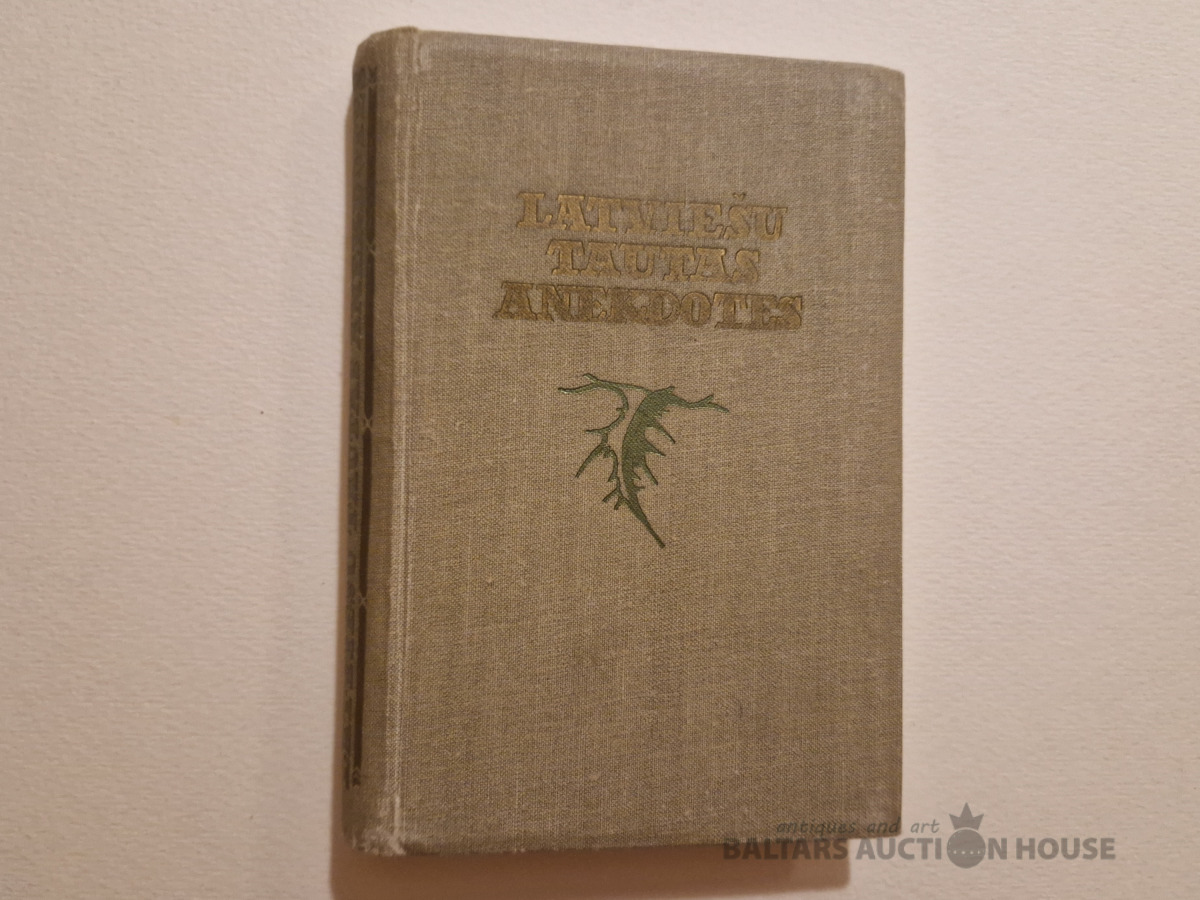 LATVIEŠU
TAUTAS
ANEKDOTES
antiques and art
BALTARS AUCTION HOUSE